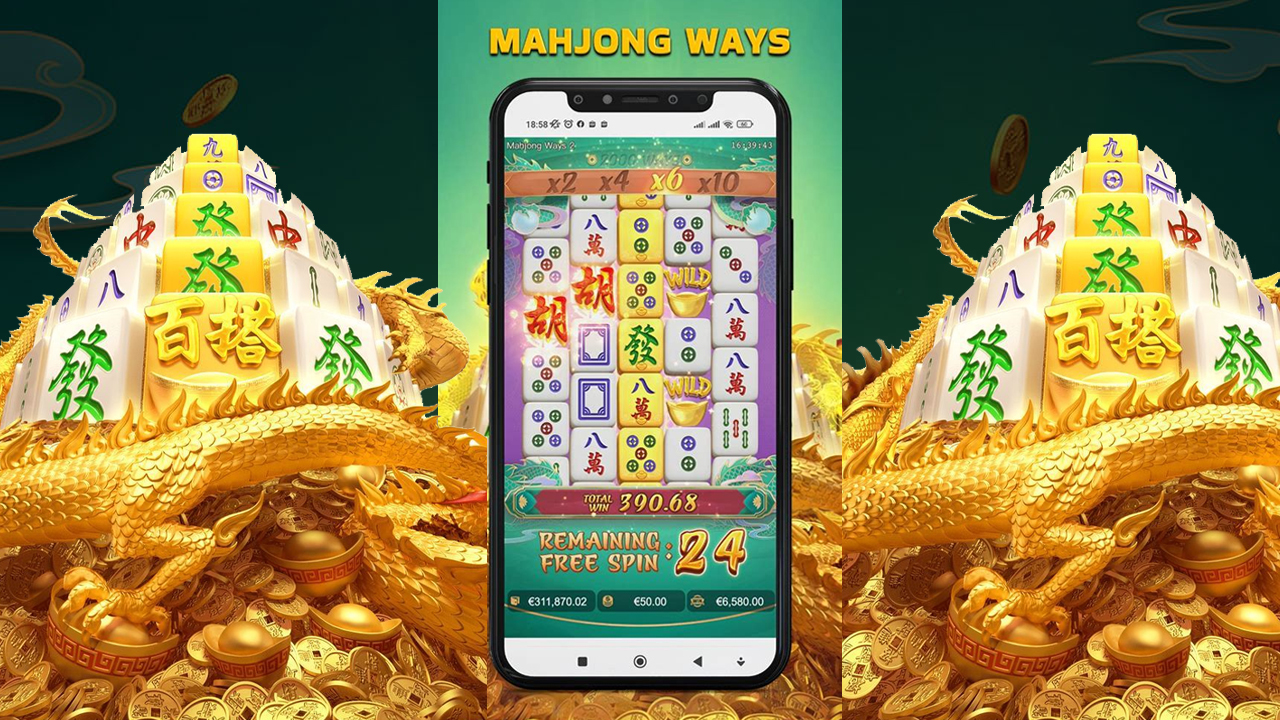 MAHJONG WAYS
18:58
60
Mahjong Ways 2
16:39:43
x2 x4 x6 x10
八
萬
WILD
胡
胡
八
萬
發
八
萬
八
萬
WILD
八
萬
TOTAL WIN 390.68
REMAINING FREE SPIN : 24
€311,870.02 €50.00 €6,580.00
九
八
發
中
中
發
八
百搭
發
發
九
八
發
中
中
發
八
百搭
發
發